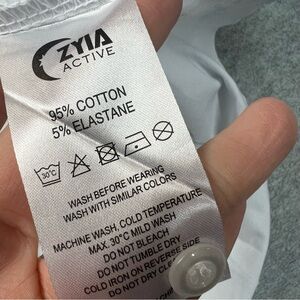 ZYIA
ACTIVE
95% COTTON
5% ELASTANE
30°C
WASH BEFORE WEARING
WASH WITH SIMILAR COLORS
MACHINE WASH, COLD TEMPERATURE
MAX. 30°C MILD WASH
DO NOT BLEACH
DO NOT TUMBLE DRY
COLD IRON ON REVERSE SIDE
DO NOT DRY